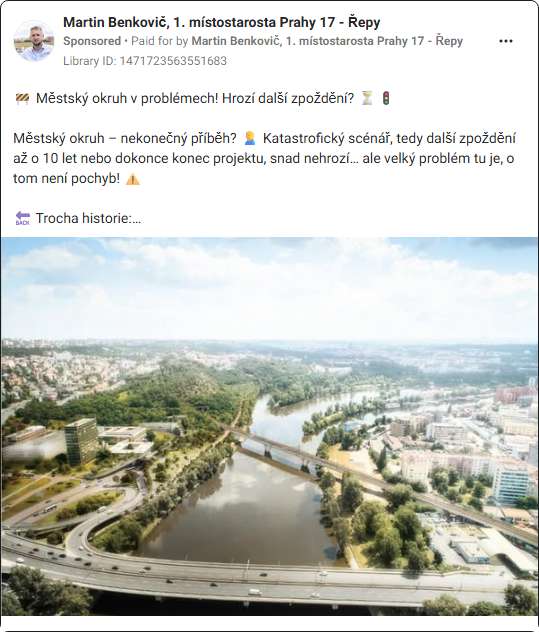 Martin Benkovič, 1. místostarosta Prahy 17 - Řepy
Sponsored • Paid for by Martin Benkovič, 1. místostarosta Prahy 17 - Řepy
Library ID: 1471723563551683
🚧 Městský okruh v problémech! Hrozí další zpoždění? ⏳🚦
Městský okruh – nekonečný příběh? 🤦‍♂️ Katastrofický scénář, tedy další zpoždění
až o 10 let nebo dokonce konec projektu, snad nehrozí... ale velký problém tu je, o
tom není pochyb! ⚠️
🔙 Trocha historie:...